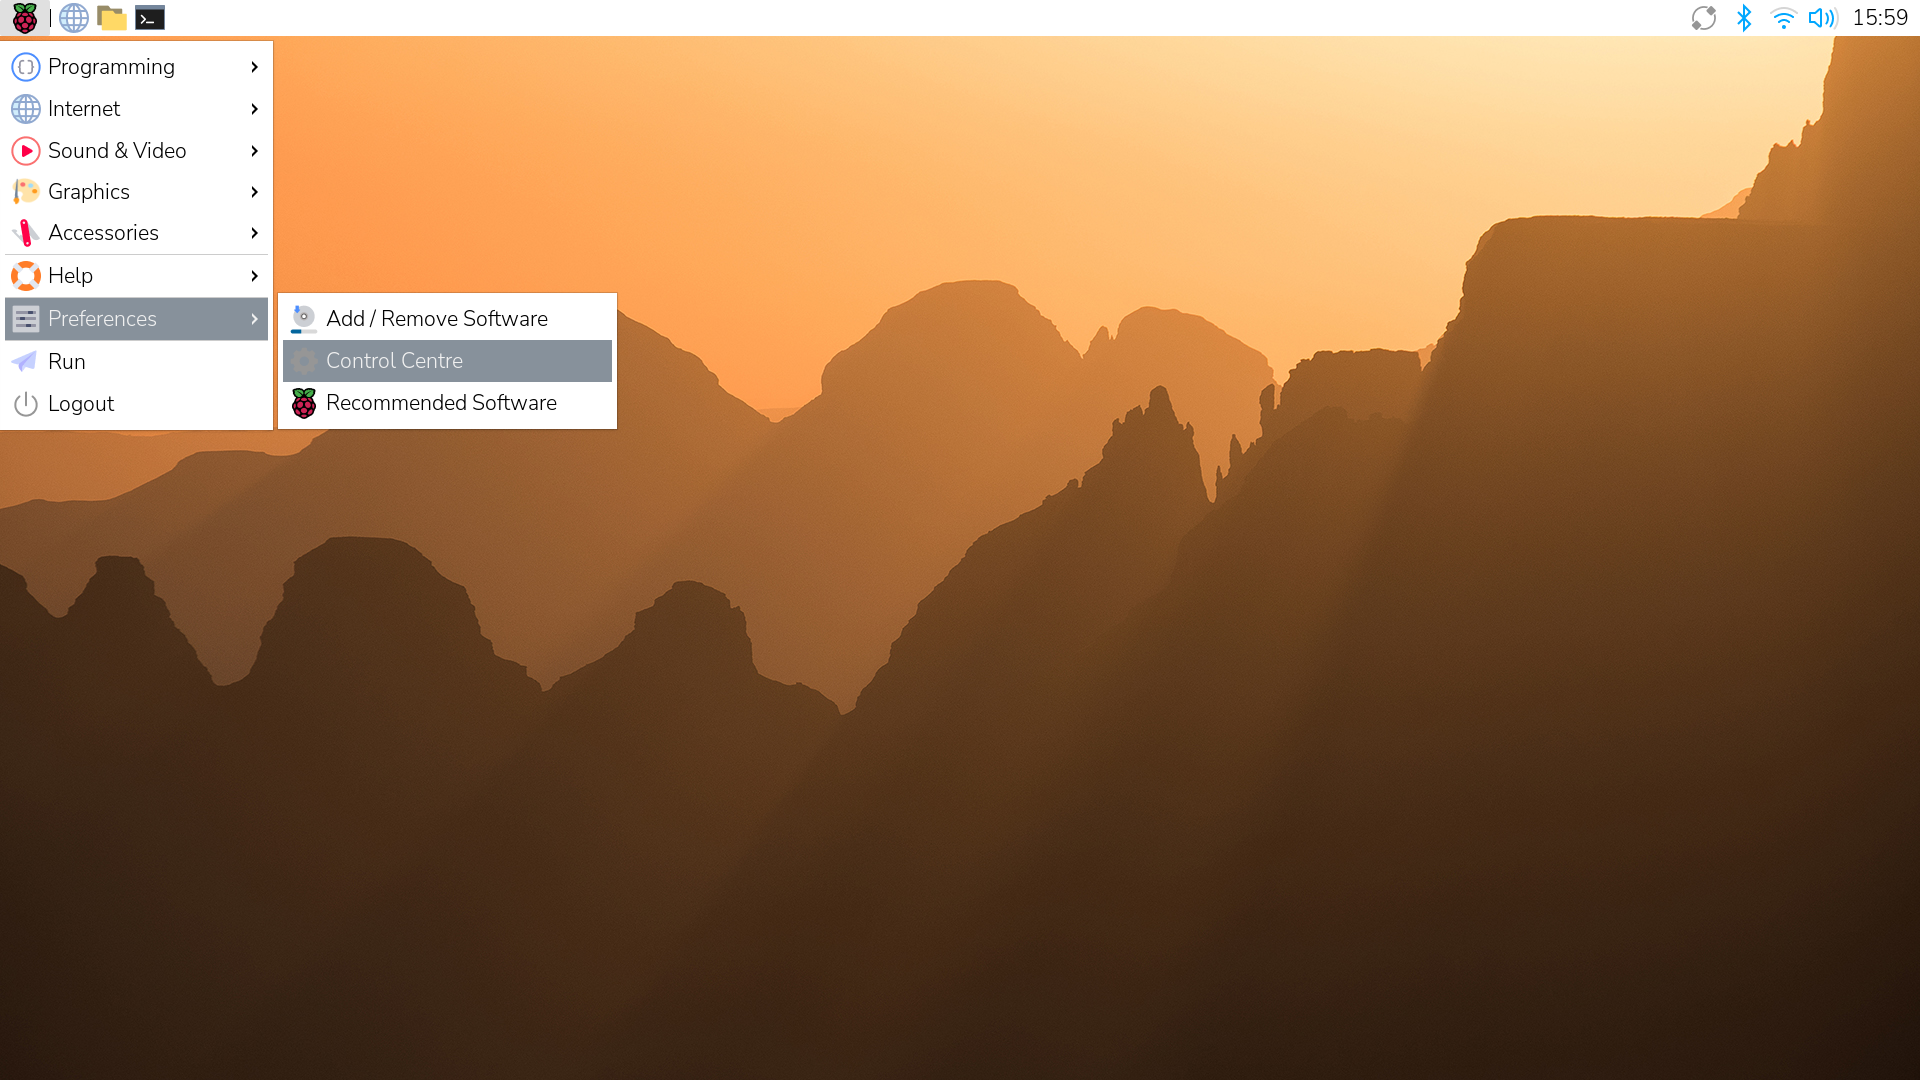 15:59
Programming
Internet
Sound & Video
Graphics
Accessories
Help
Preferences
Run
Logout
Add / Remove Software
Control Centre
Recommended Software